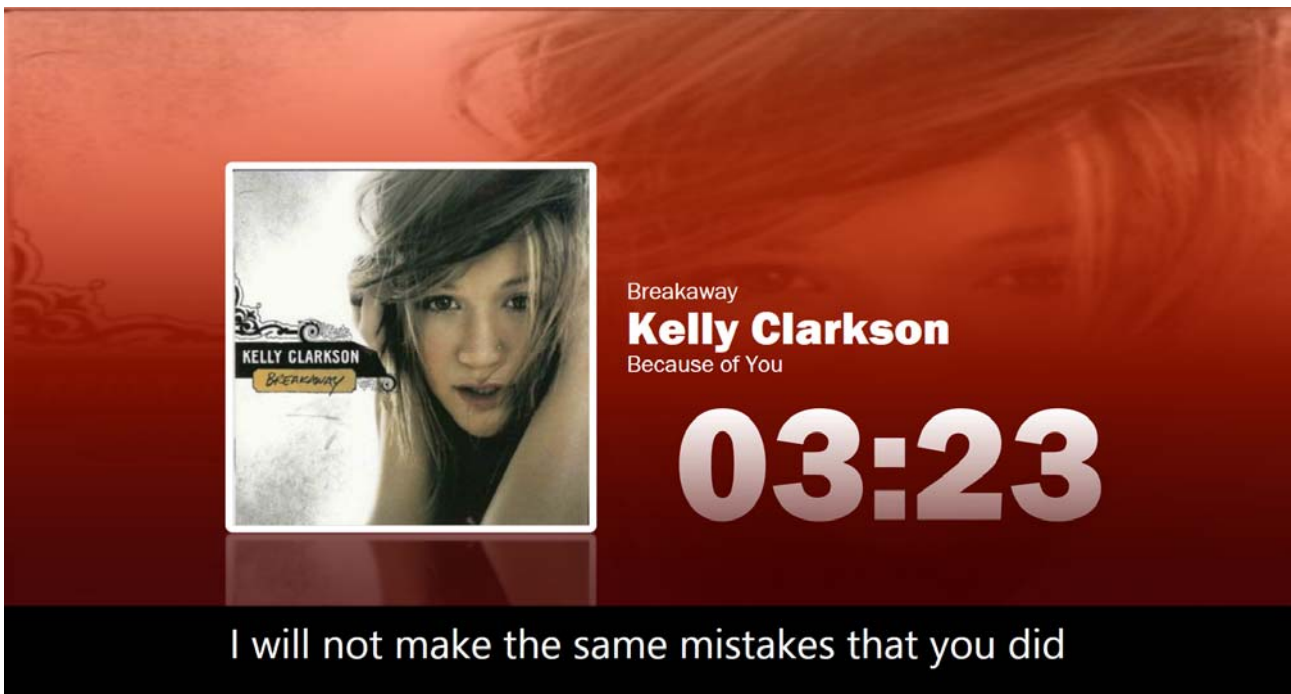 KELLY CLARKSON
BREAKAWAY
Breakaway
Kelly Clarkson
Because of You
03:23
I will not make the same mistakes that you did